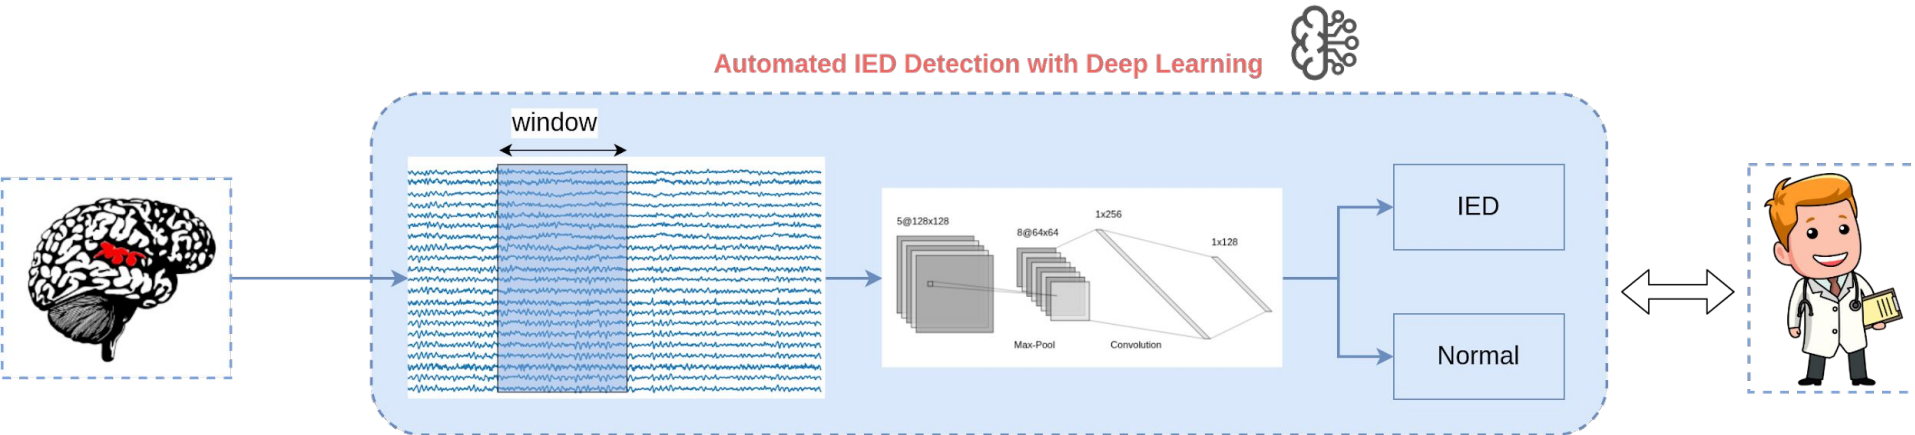 Automated IED Detection with Deep Learning
window
5@128x128
8@64x64
1x256
1x128
Max-Pool
Convolution
IED
Normal